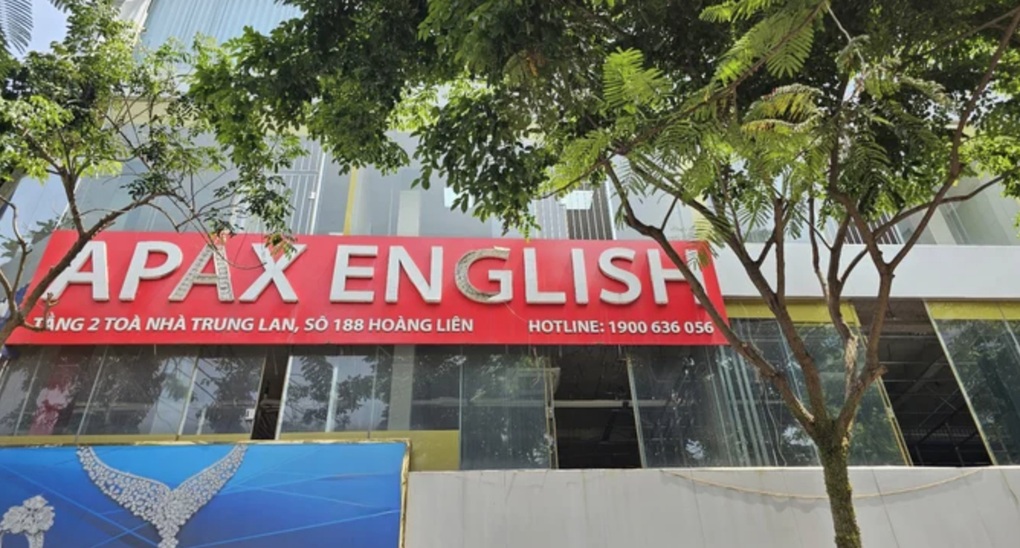 APAX ENGLISH
TẦNG 2 TOÀ NHÀ TRUNG LAN, SỐ 188 HOÀNG LIÊN HOTLINE: 1900 636 056